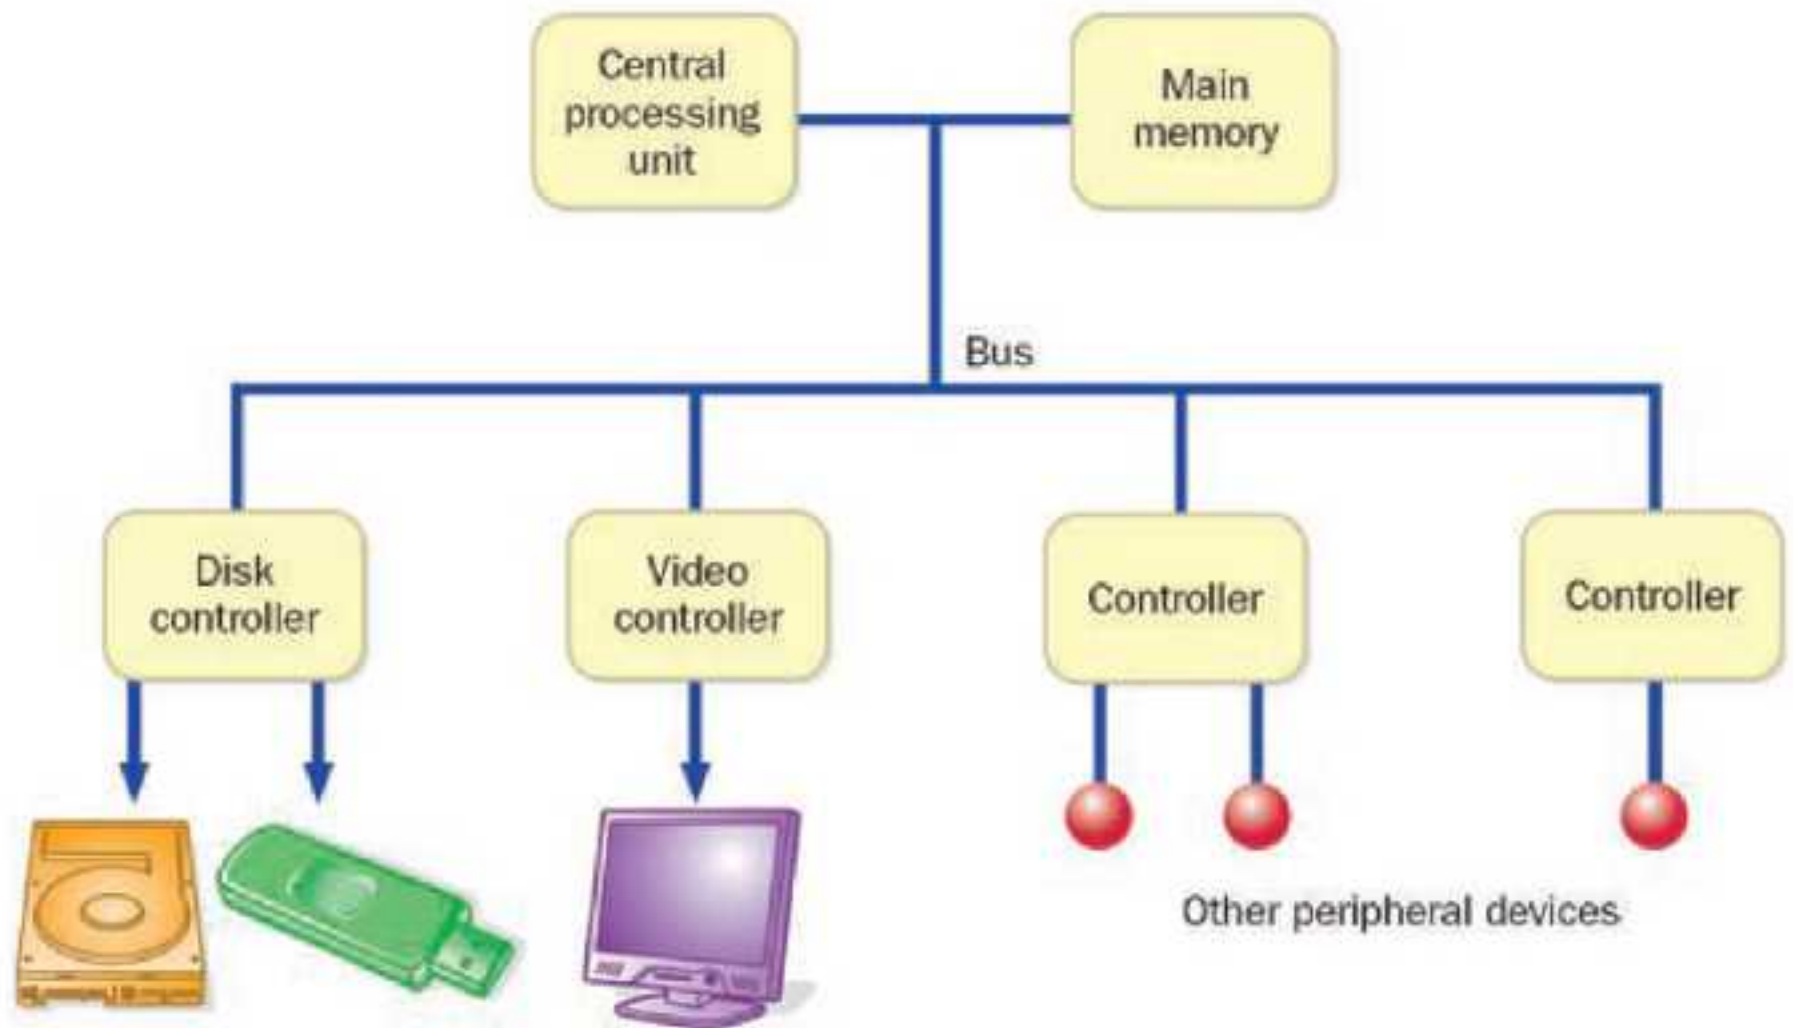 Central
processing
unit
Main
memory
Bus
Disk
controller
Video
controller
Controller
Controller
Other peripheral devices